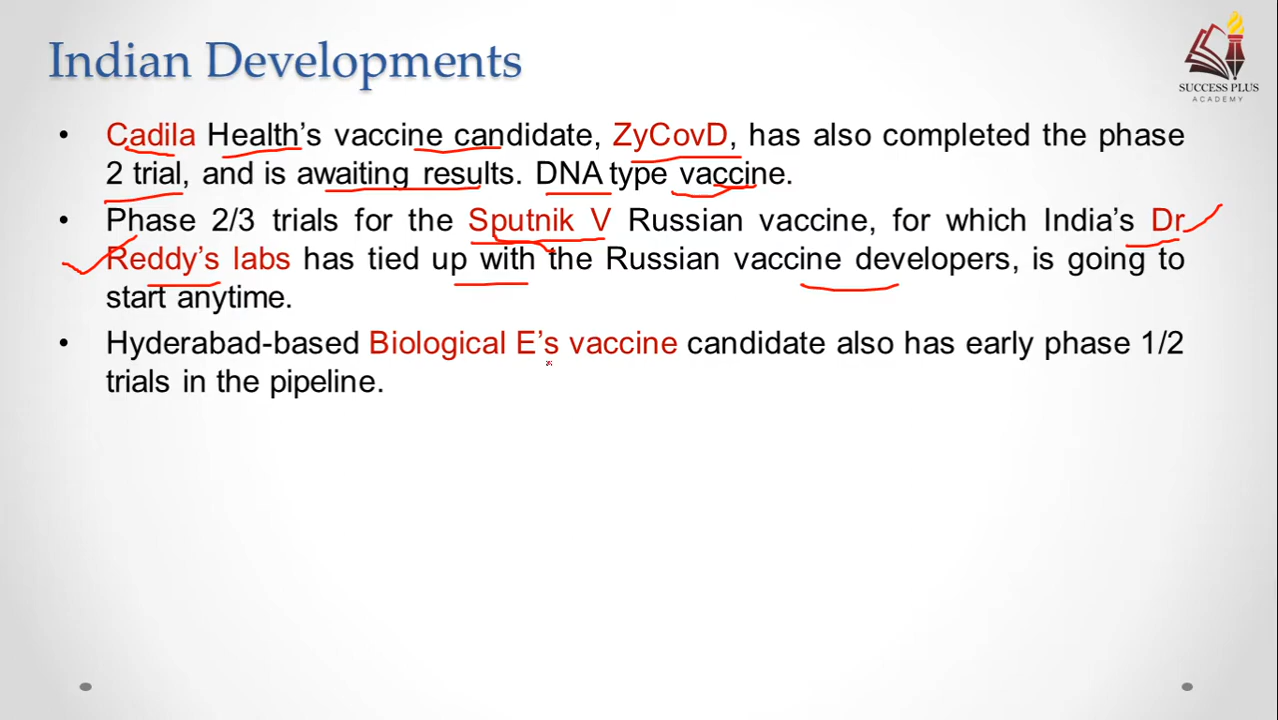 Indian Developments
SUCCESS PLUS
ACADEMY
• Cadila Health’s vaccine candidate, ZyCovD, has also completed the phase
2 trial, and is awaiting results. DNA type vaccine.
• Phase 2/3 trials for the Sputnik V Russian vaccine, for which India’s Dr
Reddy’s labs has tied up with the Russian vaccine developers, is going to
start anytime.
• Hyderabad-based Biological E’s vaccine candidate also has early phase 1/2
trials in the pipeline.